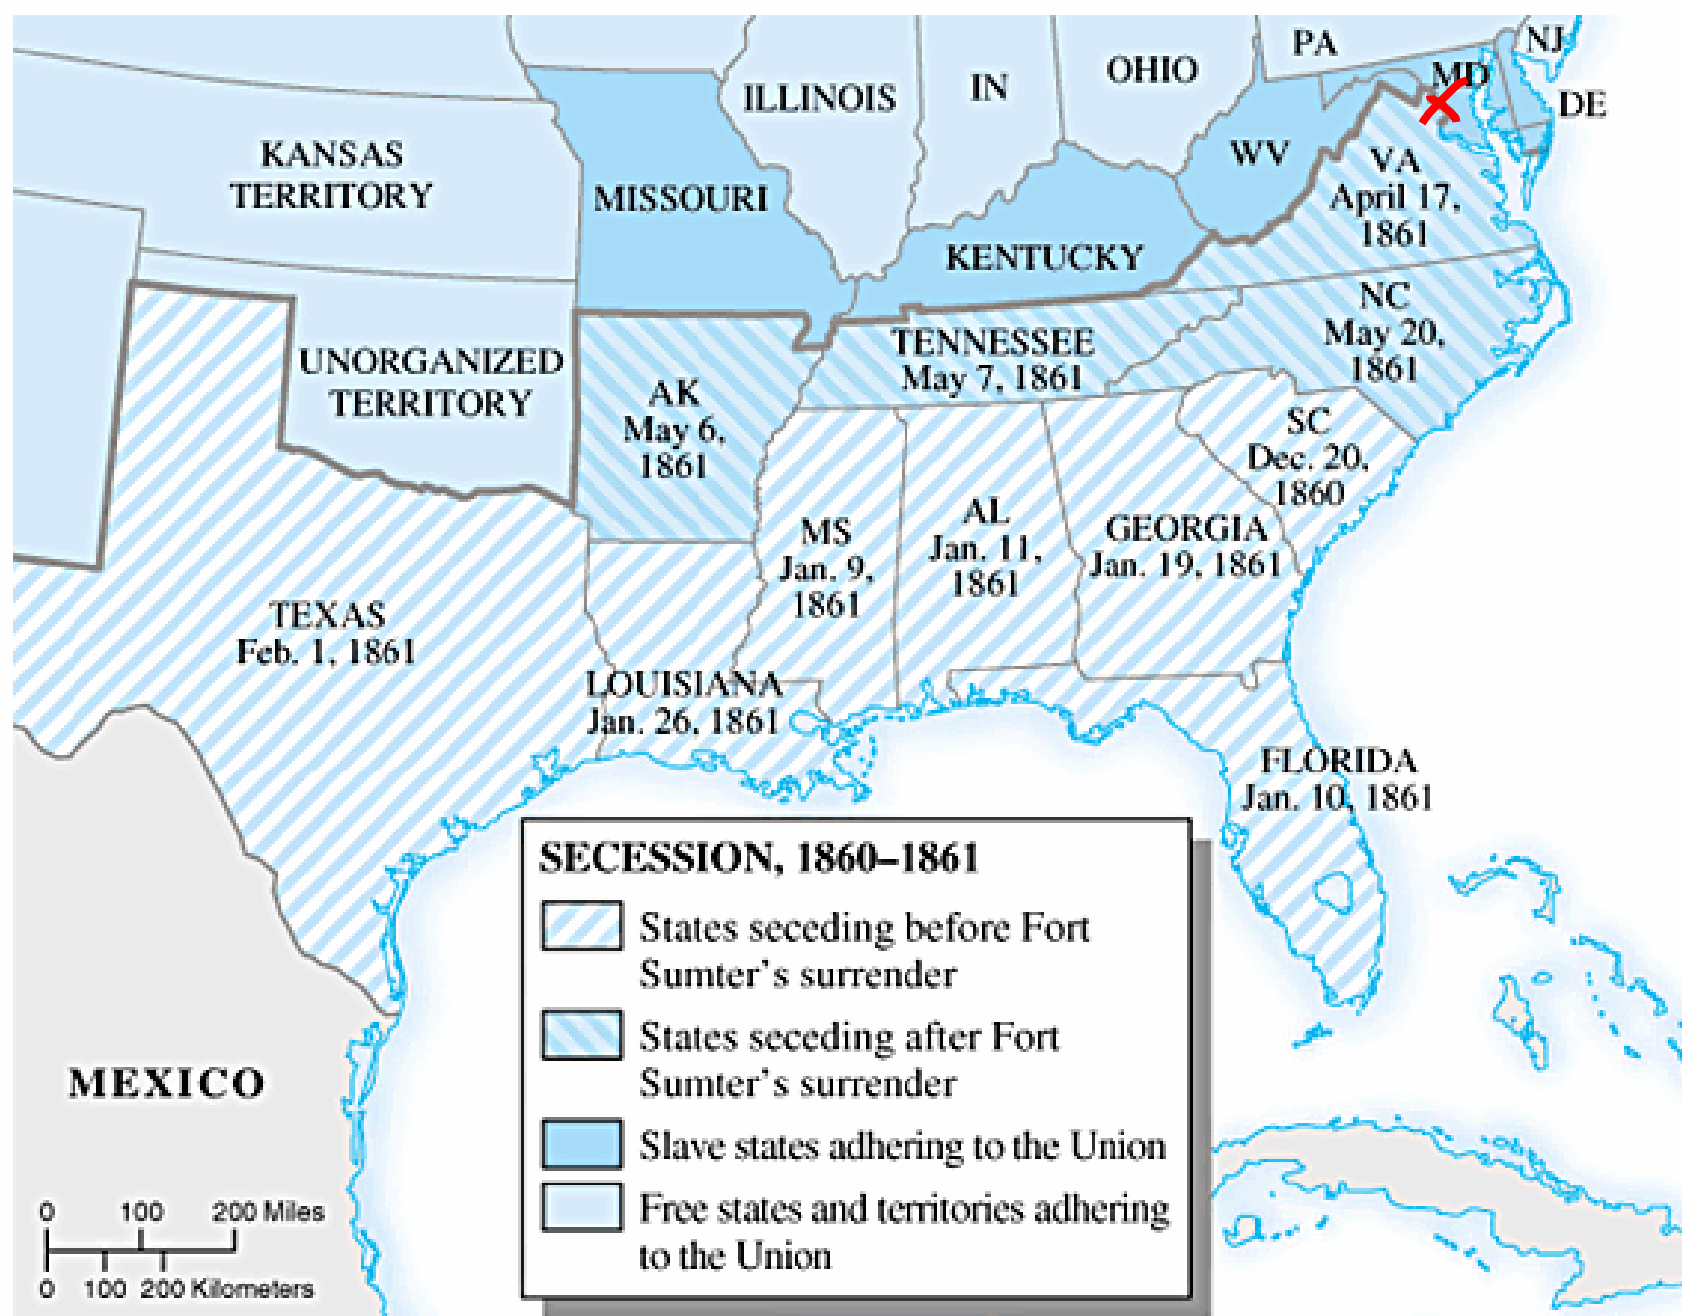 PA
NJ
OHIO
MD
IN
ILLINOIS
DE
KANSAS
TERRITORY
WV
VA
April 17,
1861
MISSOURI
KENTUCKY
NC
May 20,
1861
TENNESSEE
May 7, 1861
UNORGANIZED
TERRITORY
AK
May 6,
1861
SC
Dec. 20,
1860
MS
Jan. 9,
1861
AL
Jan. 11,
1861
GEORGIA
Jan. 19, 1861
TEXAS
Feb. 1, 1861
LOUISIANA
Jan. 26, 1861
FLORIDA
Jan. 10, 1861
SECESSION, 1860–1861
States seceding before Fort
Sumter's surrender
States seceding after Fort
Sumter's surrender
Slave states adhering to the Union
Free states and territories adhering
to the Union
MEXICO
0 100 200 Miles
0 100 200 Kilometers